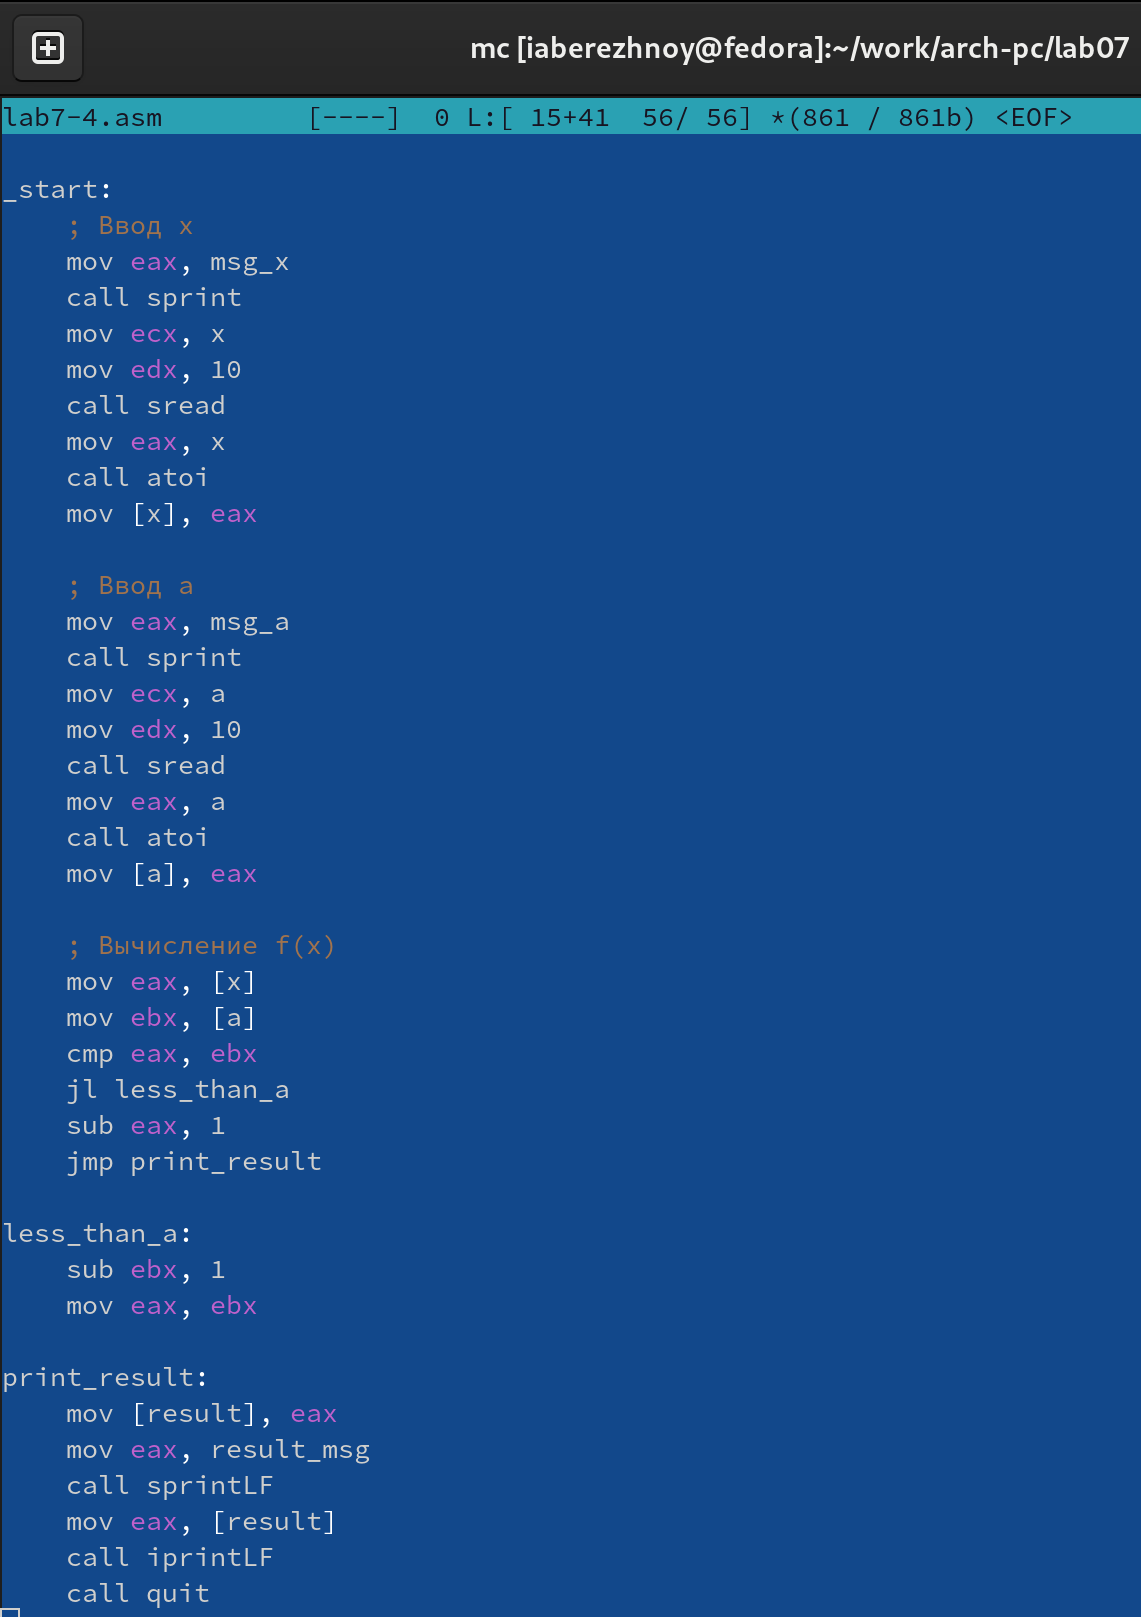 mc [iaberezhnoy@fedora]:~/work/arch-pc/lab07
lab7-4.asm [----] 0 L:[ 15+41 56/ 56] *(861 / 861b) <EOF>
_start:
; Ввод x
mov eax, msg_x
call sprint
mov ecx, x
mov edx, 10
call sread
mov eax, x
call atoi
mov [x], eax
; Ввод a
mov eax, msg_a
call sprint
mov ecx, a
mov edx, 10
call sread
mov eax, a
call atoi
mov [a], eax
; Вычисление f(x)
mov eax, [x]
mov ebx, [a]
cmp eax, ebx
jl less_than_a
sub eax, 1
jmp print_result
less_than_a:
sub ebx, 1
mov eax, ebx
print_result:
mov [result], eax
mov eax, result_msg
call sprintLF
mov eax, [result]
call iprintLF
call quit